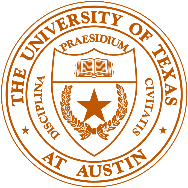 THE UNIVERSITY OF TEXAS
AT AUSTIN
PRAESIDIUM
DISCIPLINA
CIVITATIS